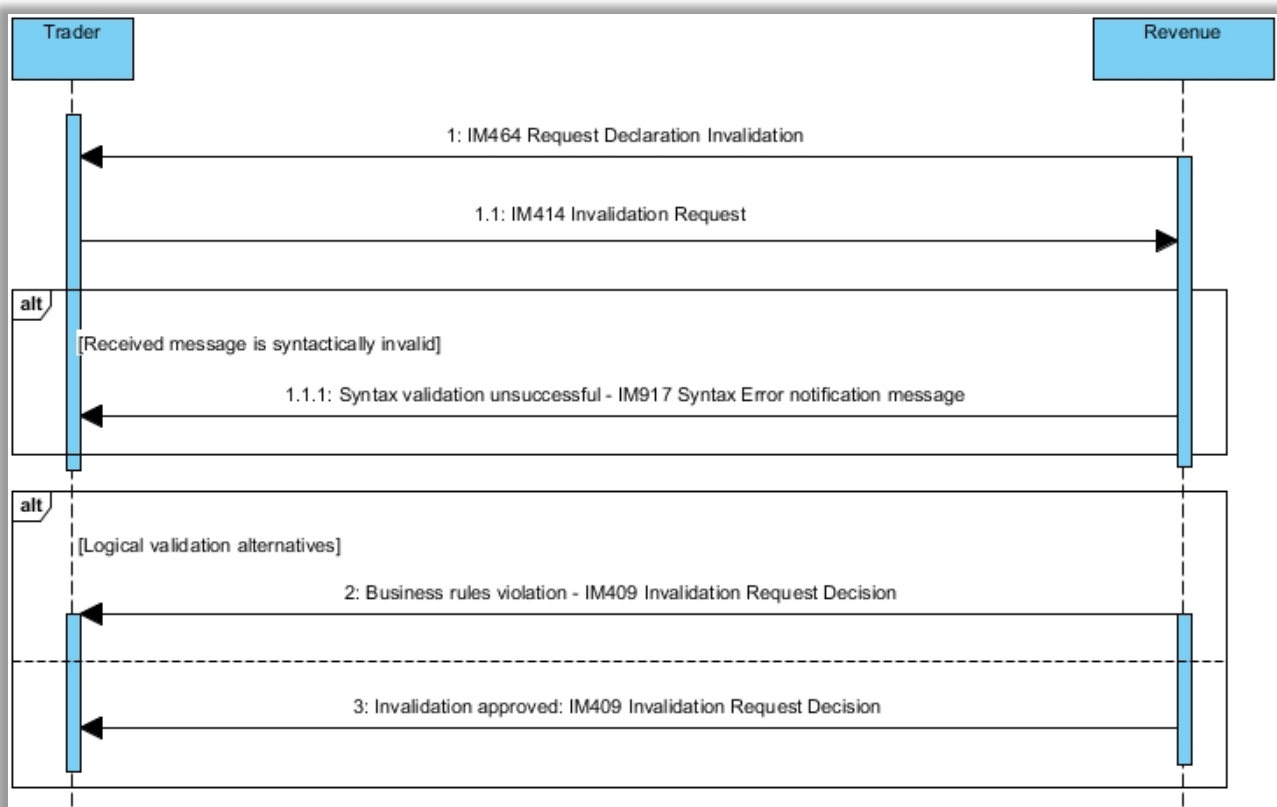 Trader
Revenue
1: IM464 Request Declaration Invalidation
1.1: IM414 Invalidation Request
alt
[Received message is syntactically invalid]
1.1.1: Syntax validation unsuccessful - IM917 Syntax Error notification message
alt
[Logical validation alternatives]
2: Business rules violation - IM409 Invalidation Request Decision
3: Invalidation approved: IM409 Invalidation Request Decision